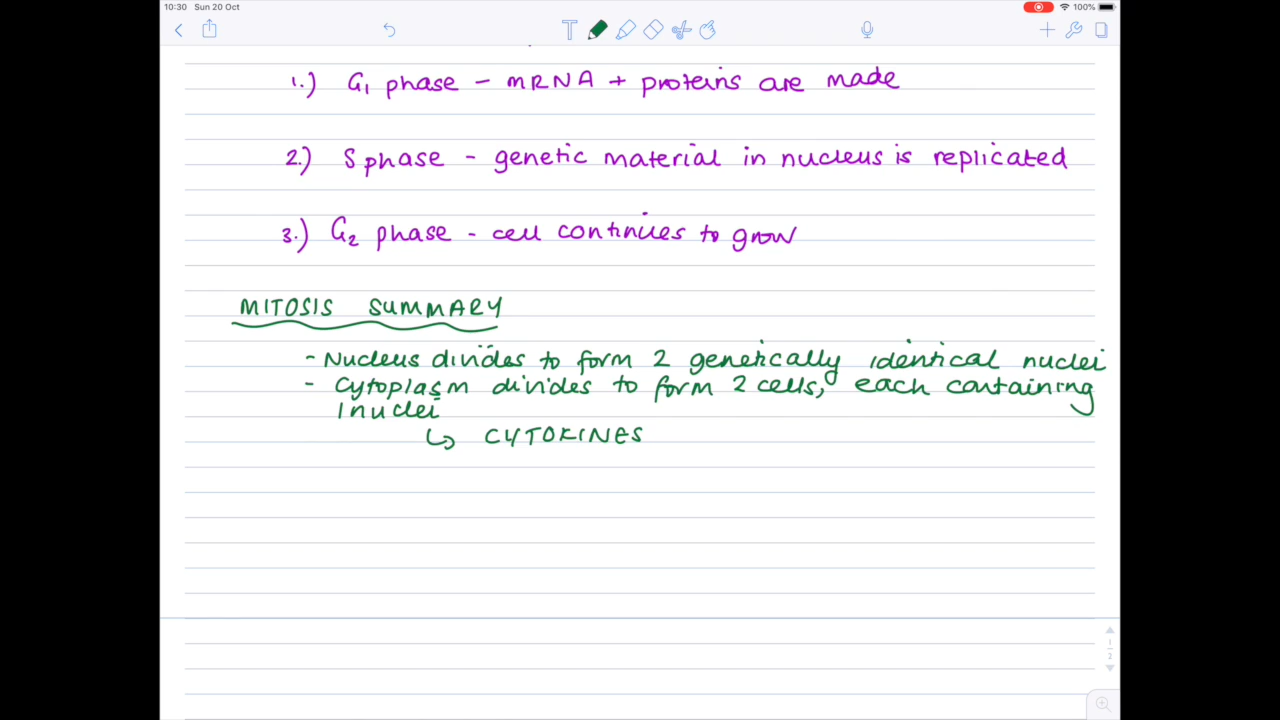 10:30 Sun 20 Oct
100%
1.) G1 phase - mRNA + proteins are made
2.) S phase - genetic material in nucleus is replicated
3.) G2 phase - cell continues to grow
MITOSIS SUMMARY
- Nucleus divides to form 2 genetically identical nuclei
- Cytoplasm divides to form 2 cells, each containing
1 nuclei
↳ CYTOKINES
1
2